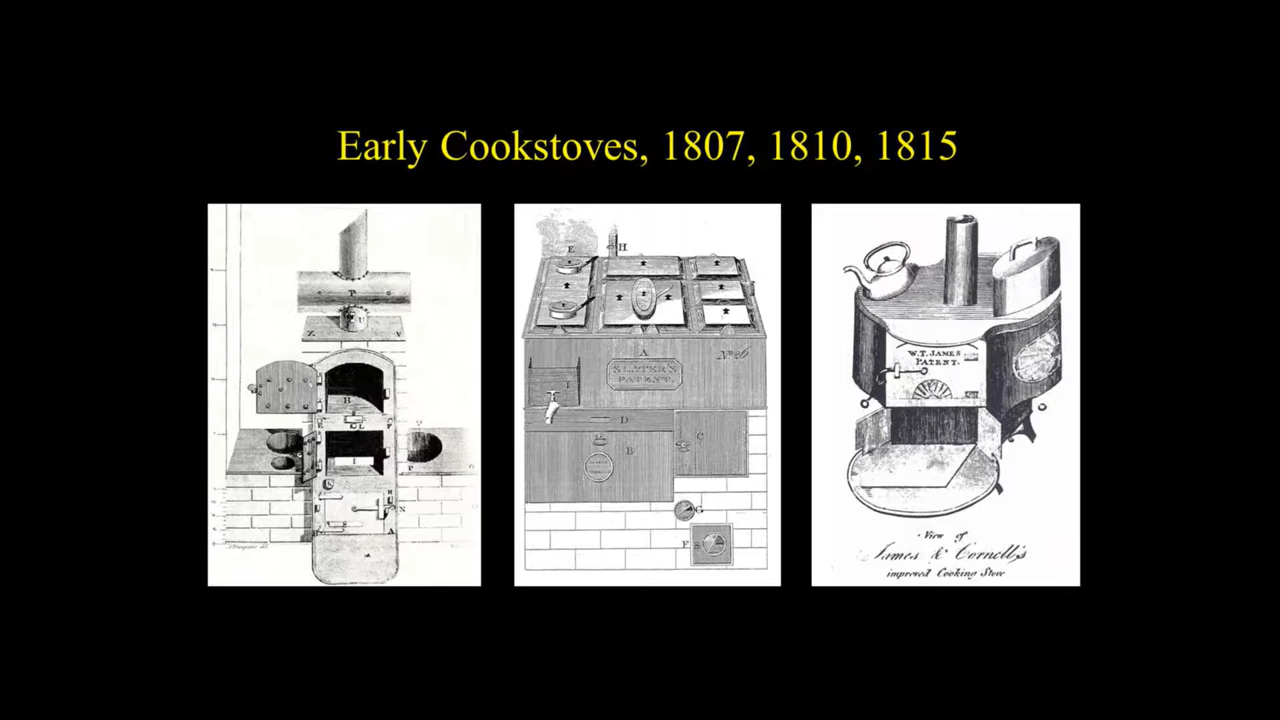 Early Cookstoves, 1807, 1810, 1815
P
U
Z
V
B
L
I
A
N
E
H
A
No 26
SLATER'S
PATENT.
I
D
B
C
G
F
W.T. JAMES
PATENT.
View of
James & Cornell's
improved Cooking Stove